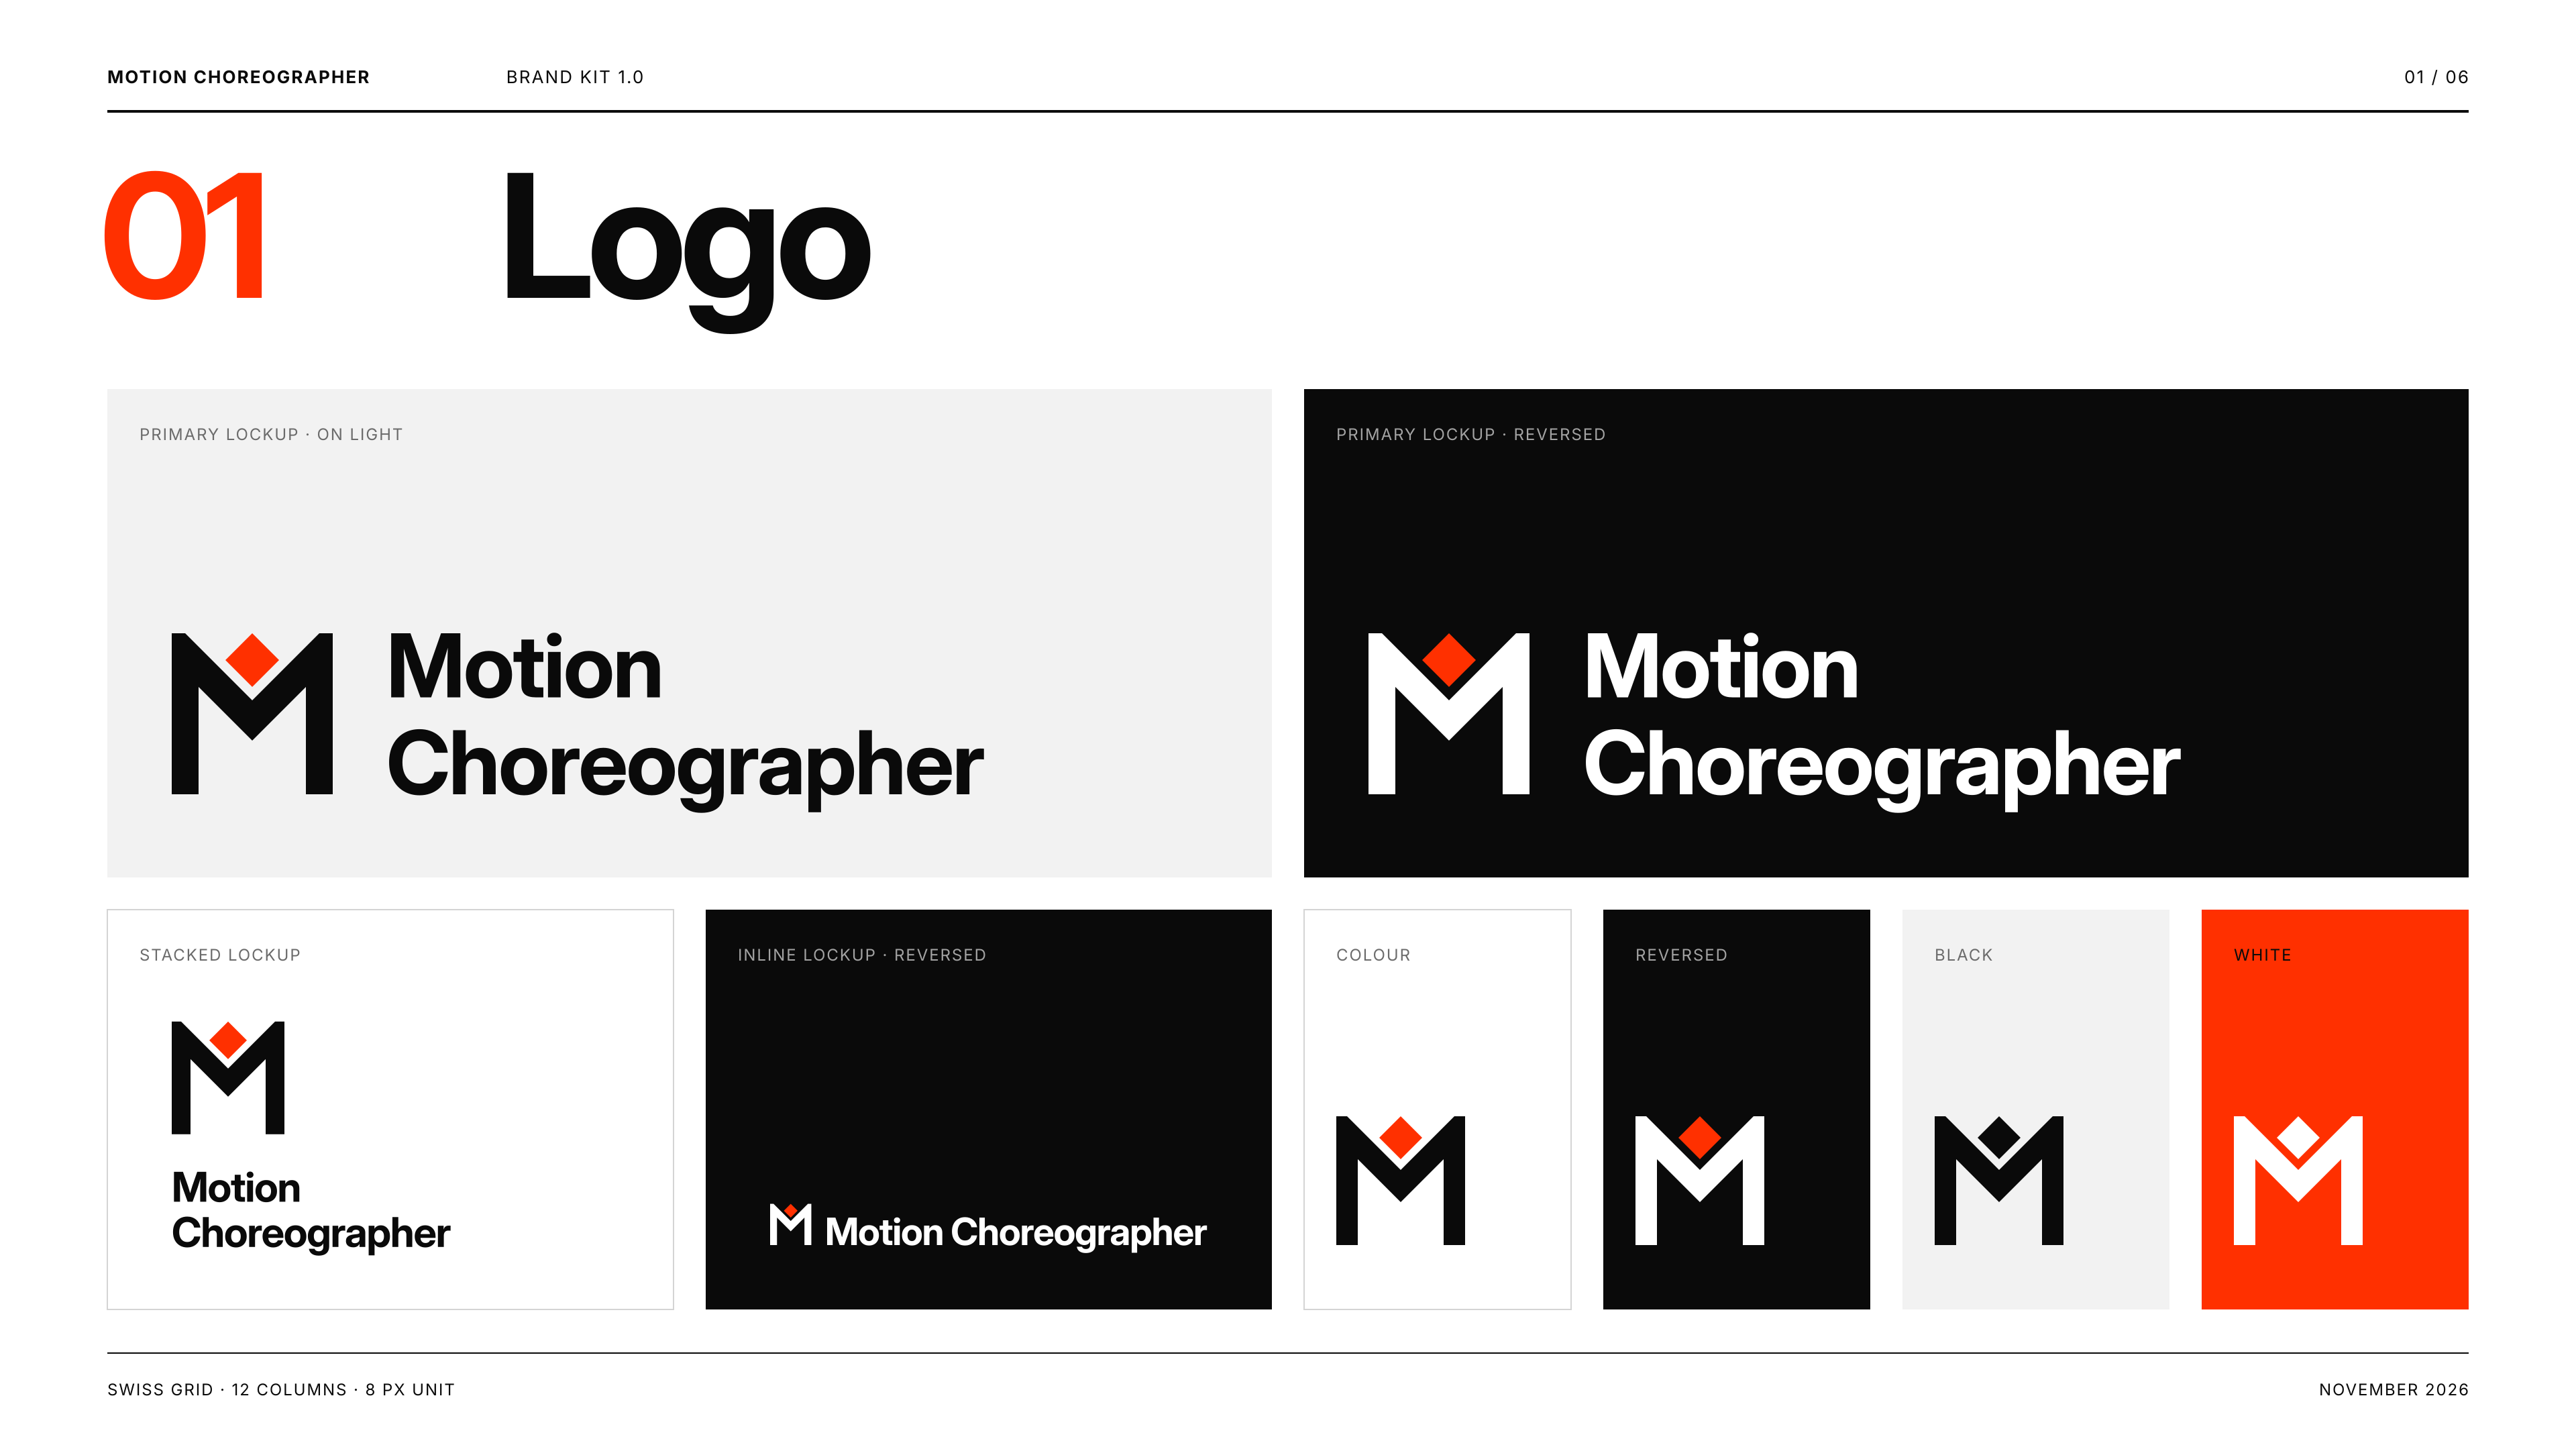 MOTION CHOREOGRAPHER
BRAND KIT 1.0
01 / 06
01
Logo
PRIMARY LOCKUP · ON LIGHT
Motion
Choreographer
PRIMARY LOCKUP · REVERSED
Motion
Choreographer
STACKED LOCKUP
Motion
Choreographer
INLINE LOCKUP · REVERSED
Motion Choreographer
COLOUR
REVERSED
BLACK
WHITE
SWISS GRID · 12 COLUMNS · 8 PX UNIT
NOVEMBER 2026